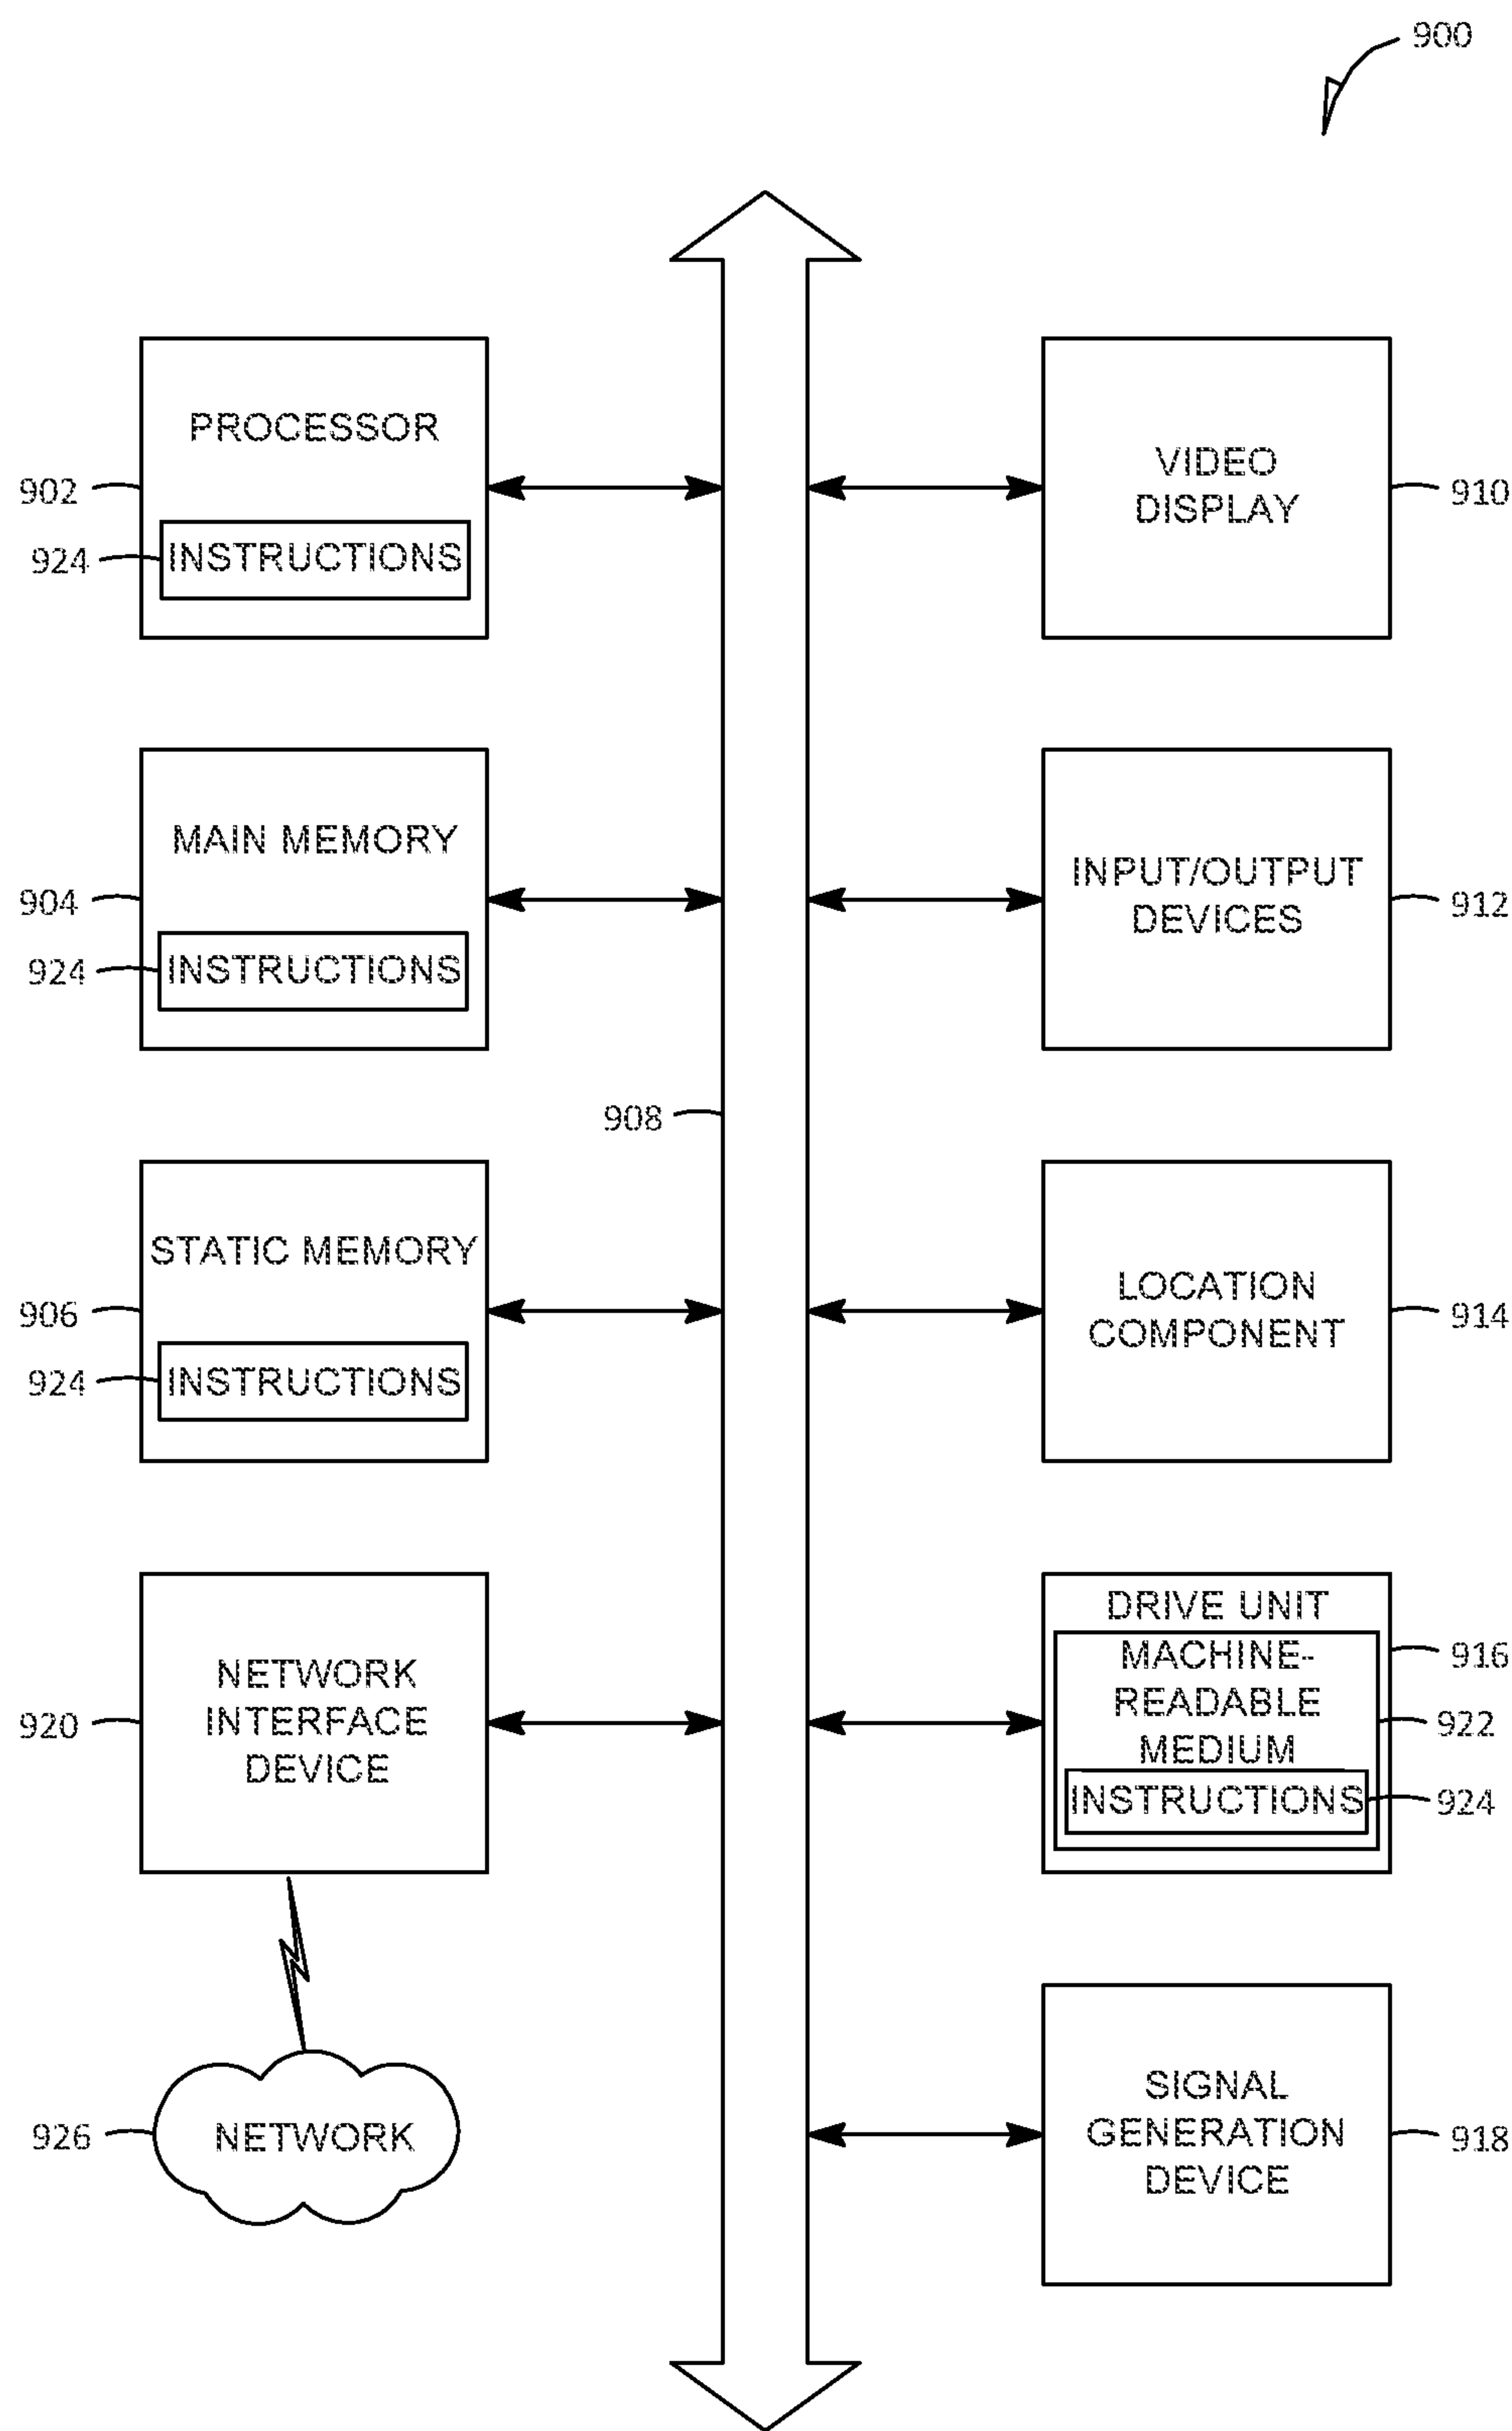 900
PROCESSOR
902
924
INSTRUCTIONS
VIDEO
DISPLAY
910
MAIN MEMORY
904
924
INSTRUCTIONS
INPUT/OUTPUT
DEVICES
912
908
STATIC MEMORY
906
924
INSTRUCTIONS
LOCATION
COMPONENT
914
NETWORK
INTERFACE
DEVICE
920
DRIVE UNIT
916
MACHINE-
READABLE
MEDIUM
922
INSTRUCTIONS
924
926
NETWORK
SIGNAL
GENERATION
DEVICE
918